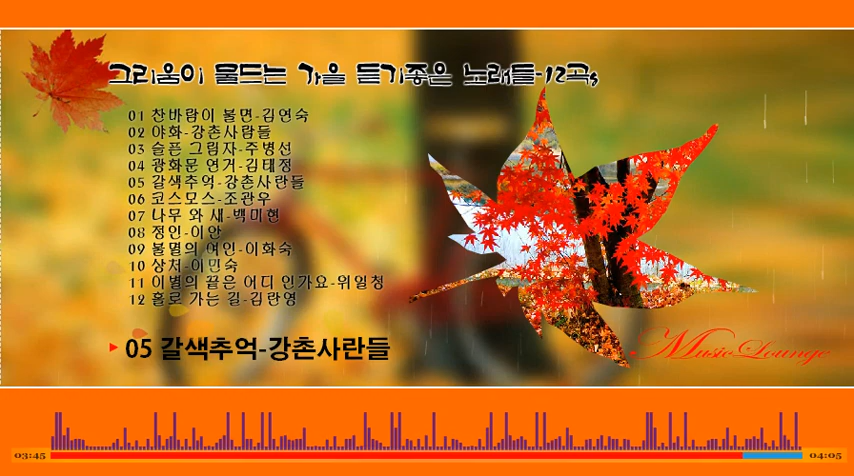 그리움이 물드는 가을 듣기좋은 노래들-12곡s
01 찬바람이 불면-김연숙
02 야화-강촌사람들
03 슬픈 그림자-주병선
04 광화문 연거-김태정
05 갈색추억-강촌사란들
06 코스모스-조관우
07 나무 와 새-백미현
08 정인-이안
09 불멸의 여인-이화숙
10 상처-이민숙
11 이별의 끝은 어디 인가요-위일청
12 홀로 가는 길-김란영
05 갈색추억-강촌사란들
Music Lounge
03:45
04:05